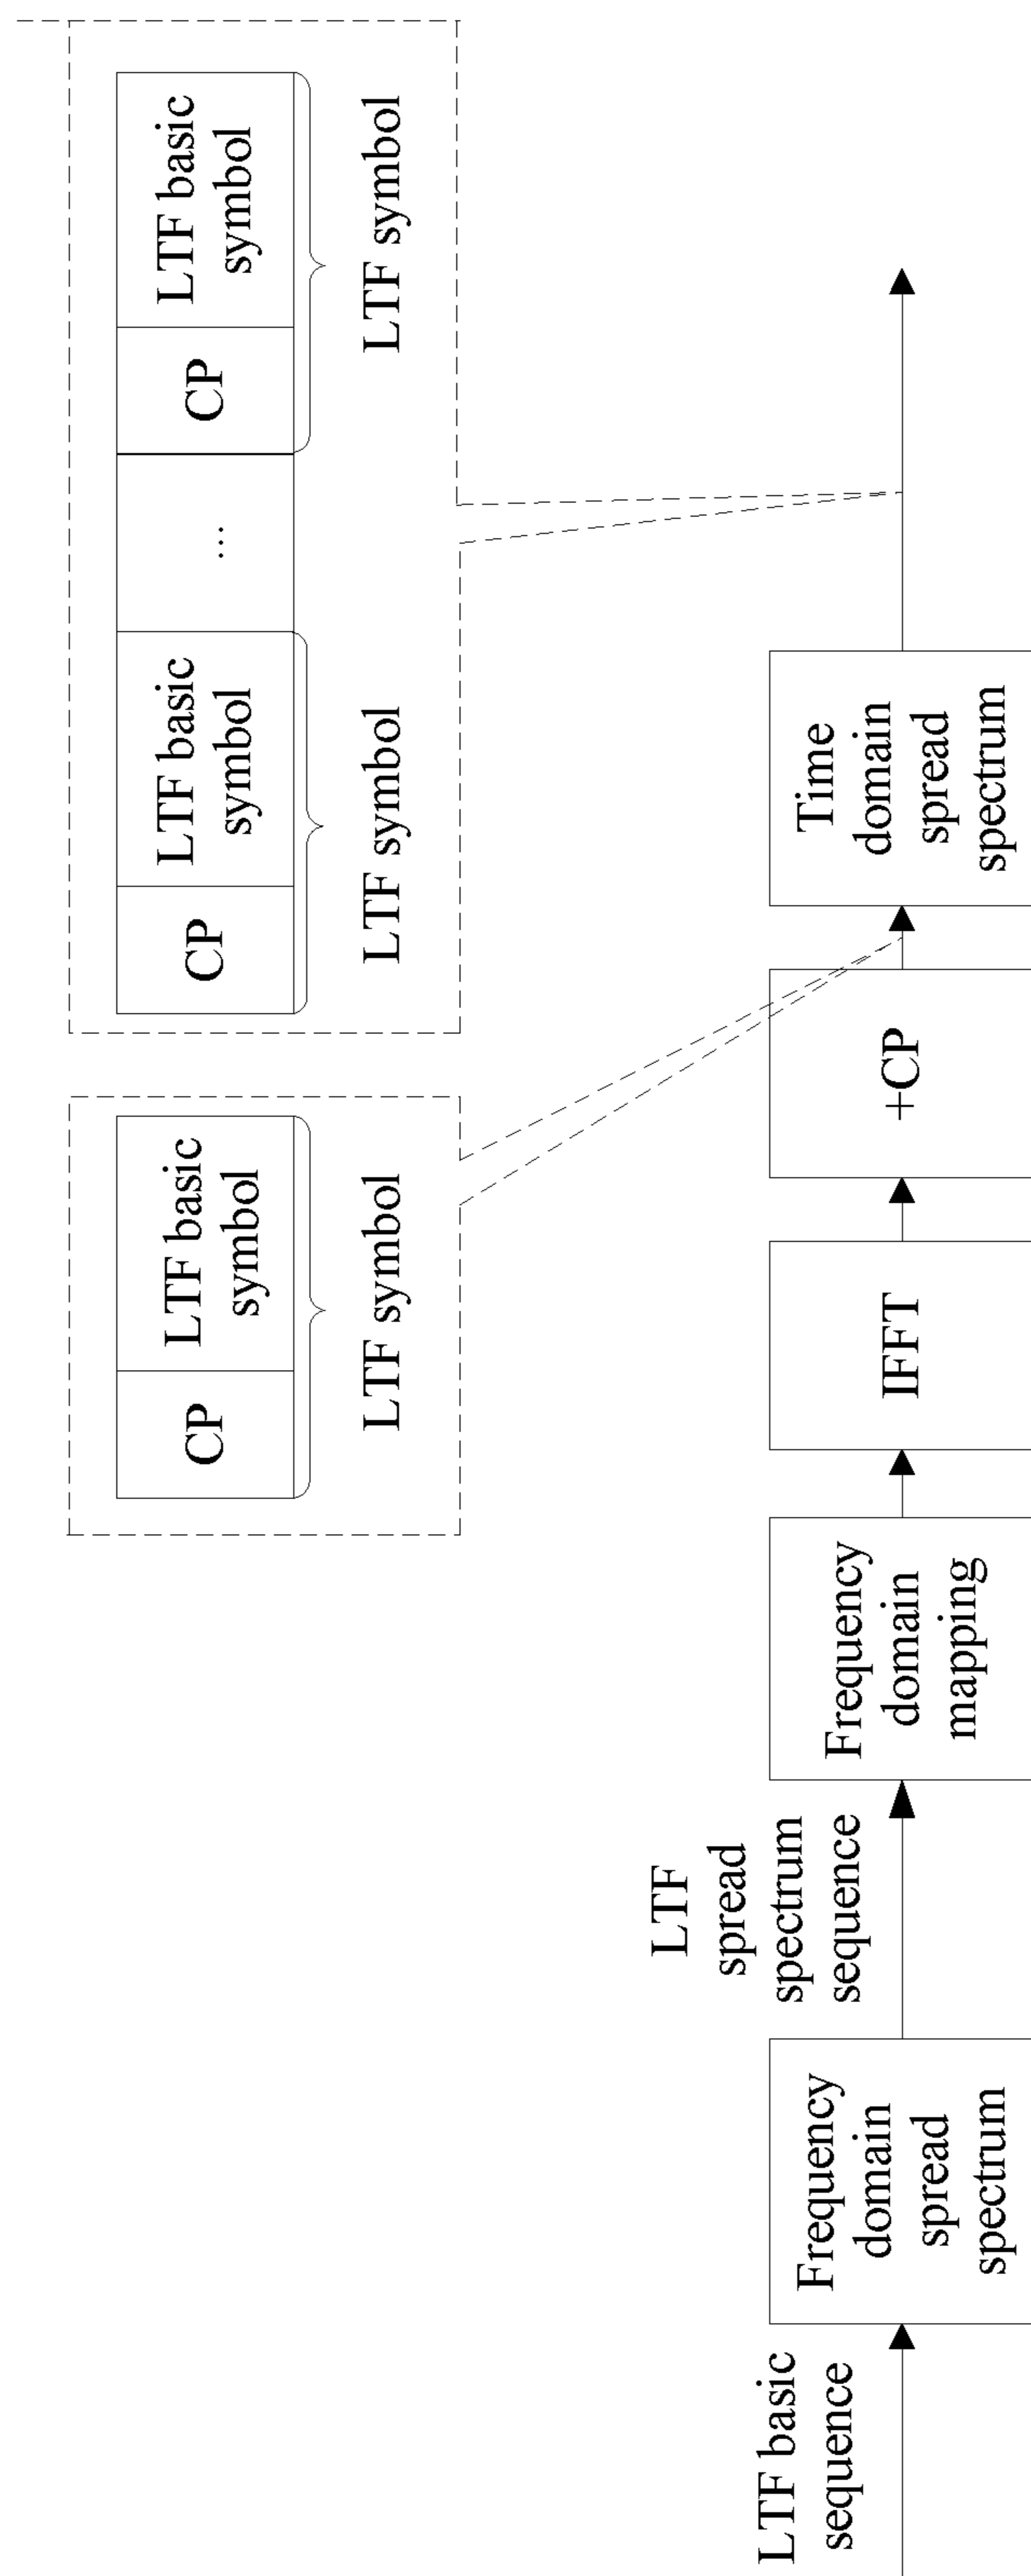 CP
LTF basic
symbol
LTF symbol
CP
LTF basic
symbol
LTF symbol
...
CP
LTF basic
symbol
LTF symbol
LTF basic
sequence
Frequency
domain
spread
spectrum
LTF
spread
spectrum
sequence
Frequency
domain
mapping
IFFT
+CP
Time
domain
spread
spectrum